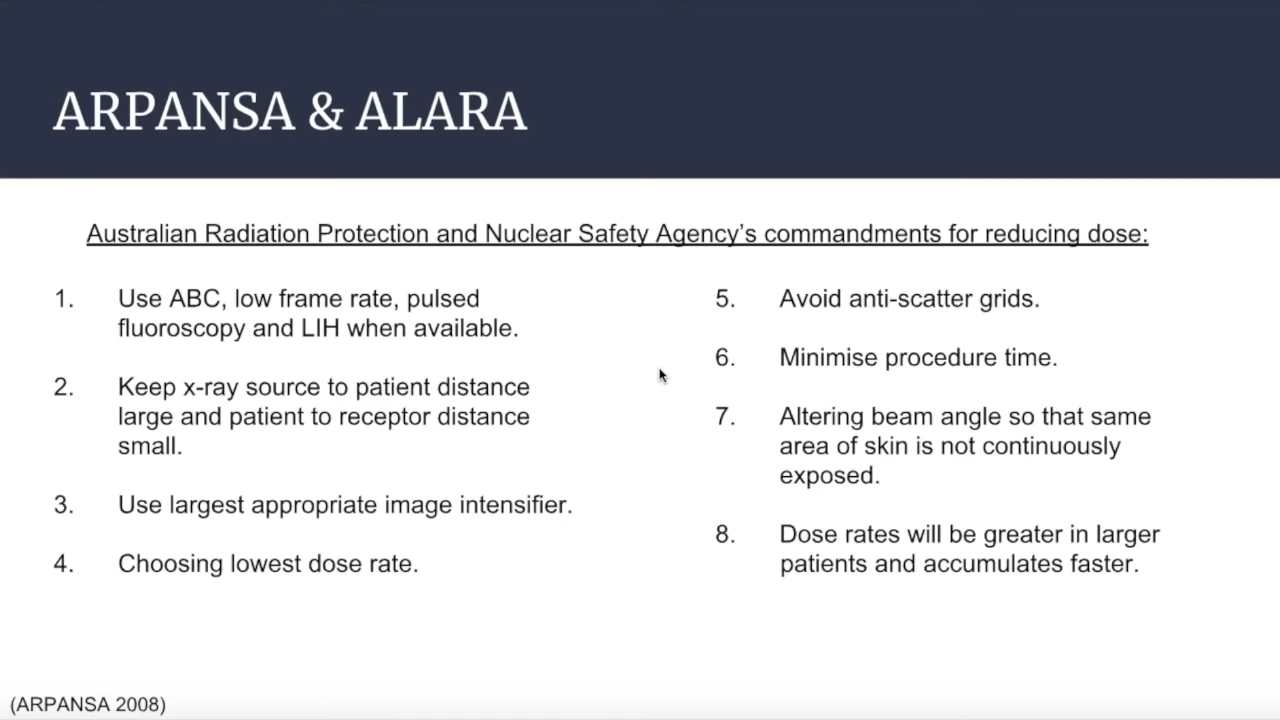 ARPANSA & ALARA
Australian Radiation Protection and Nuclear Safety Agency’s commandments for reducing dose:
1. Use ABC, low frame rate, pulsed
fluoroscopy and LIH when available.
2. Keep x-ray source to patient distance
large and patient to receptor distance
small.
3. Use largest appropriate image intensifier.
4. Choosing lowest dose rate.
5. Avoid anti-scatter grids.
6. Minimise procedure time.
7. Altering beam angle so that same
area of skin is not continuously
exposed.
8. Dose rates will be greater in larger
patients and accumulates faster.
(ARPANSA 2008)